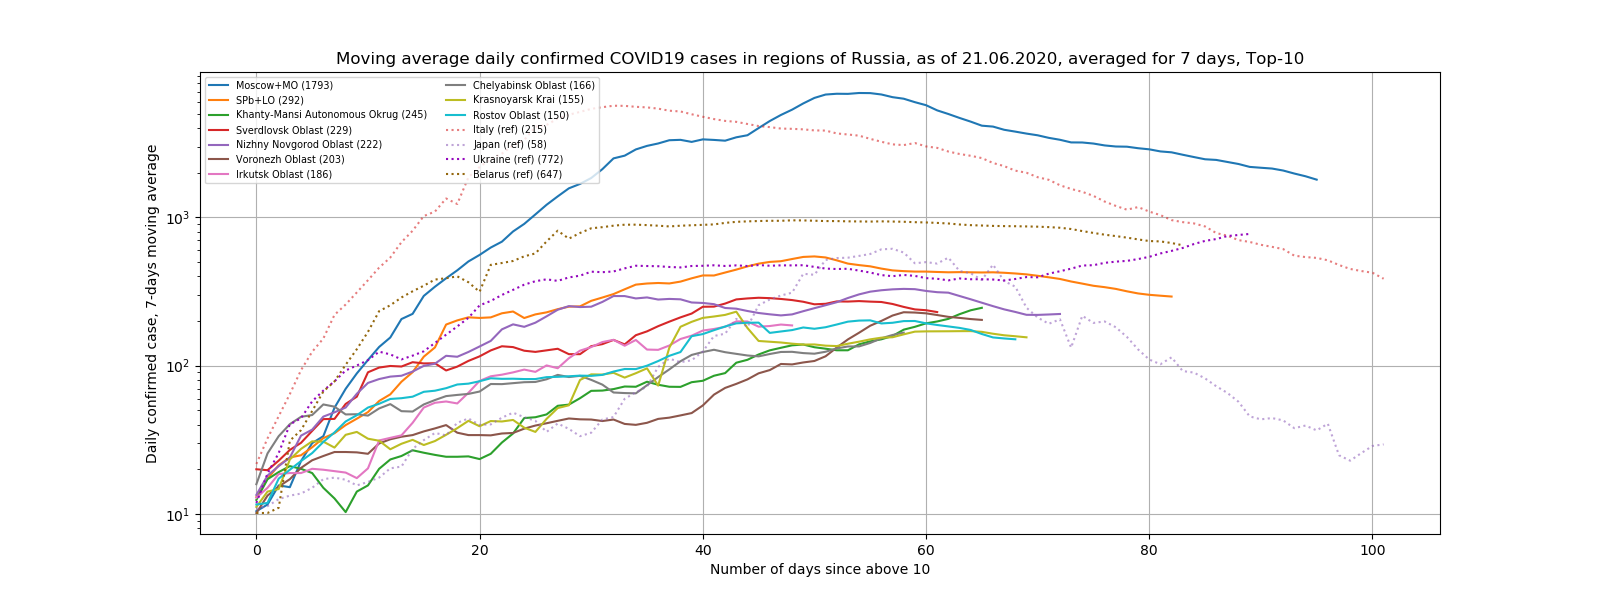 Moving average daily confirmed COVID19 cases in regions of Russia, as of 21.06.2020, averaged for 7 days, Top-10
Moscow+MO (1793)
SPb+LO (292)
Khanty-Mansi Autonomous Okrug (245)
Sverdlovsk Oblast (229)
Nizhny Novgorod Oblast (222)
Voronezh Oblast (203)
Irkutsk Oblast (186)
Chelyabinsk Oblast (166)
Krasnoyarsk Krai (155)
Rostov Oblast (150)
Italy (ref) (215)
Japan (ref) (58)
Ukraine (ref) (772)
Belarus (ref) (647)
Daily confirmed case, 7-days moving average
10³
10²
10¹
0 20 40 60 80 100
Number of days since above 10